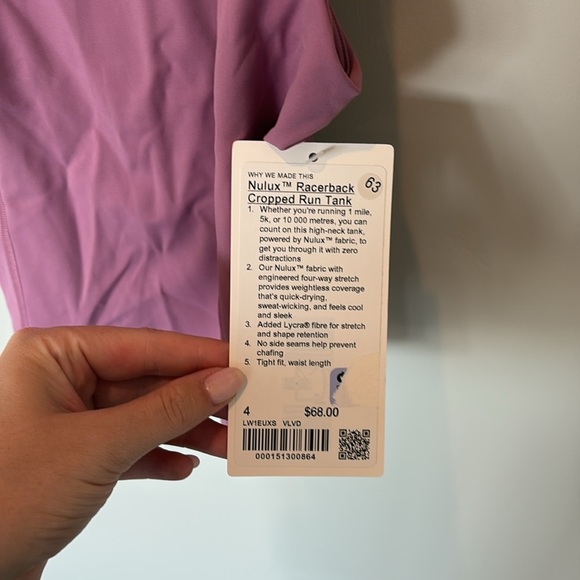 WHY WE MADE THIS
Nulux™ Racerback
Cropped Run Tank
63
1. Whether you're running 1 mile,
5k, or 10 000 metres, you can
count on this high-neck tank,
powered by Nulux™ fabric, to
get you through it with zero
distractions
2. Our Nulux™ fabric with
engineered four-way stretch
provides weightless coverage
that's quick-drying,
sweat-wicking, and feels cool
and sleek
3. Added Lycra® fibre for stretch
and shape retention
4. No side seams help prevent
chafing
5. Tight fit, waist length
4 $68.00
LW1EUXS VLVD
000151300864